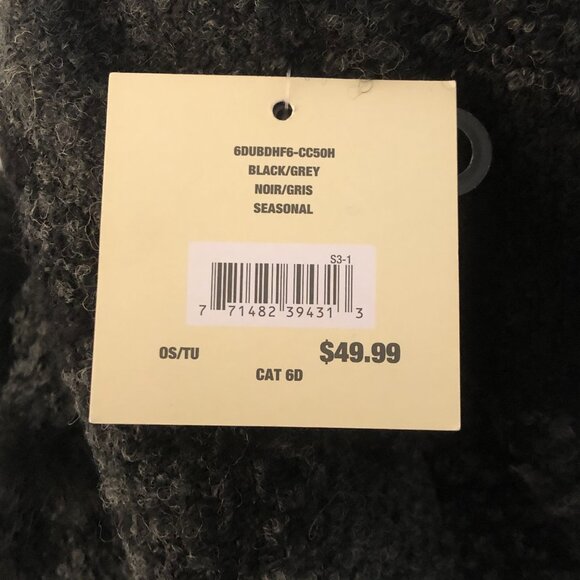 6DUBDHF6-CC50H
BLACK/GREY
NOIR/GRIS
SEASONAL
S3-1
7 71482 39431 3
OS/TU
$49.99
CAT 6D